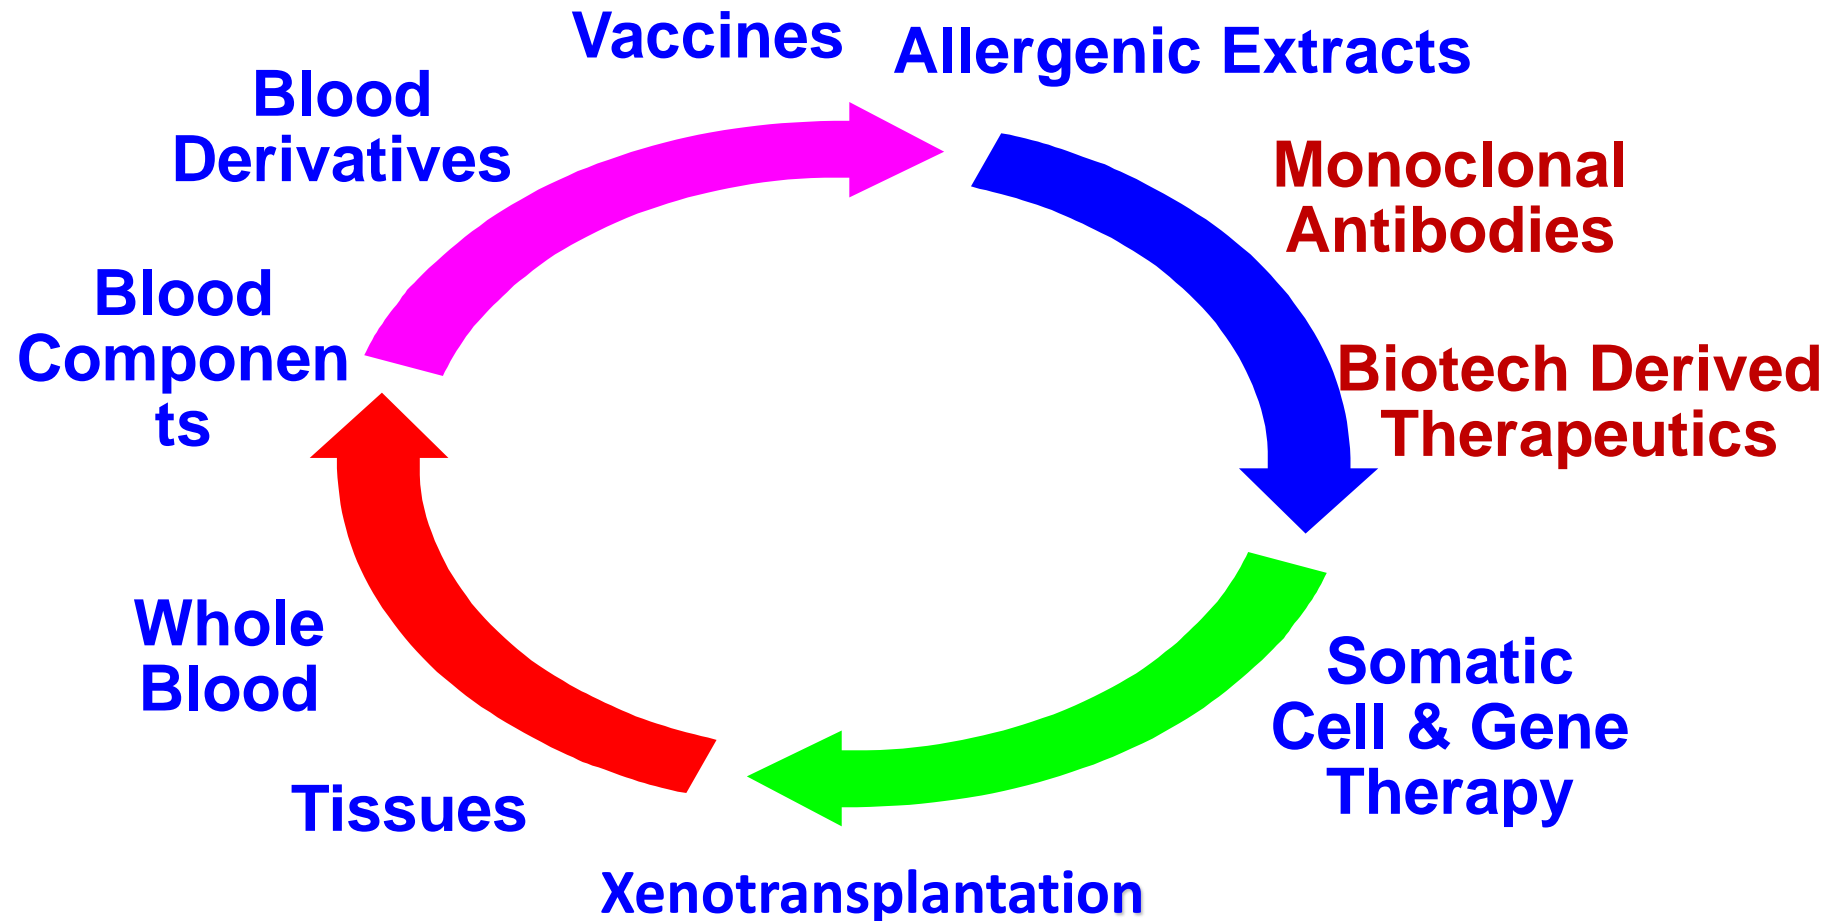 Vaccines
Allergenic Extracts
Blood
Derivatives
Monoclonal
Antibodies
Blood
Componen
ts
Biotech Derived
Therapeutics
Whole
Blood
Somatic
Cell & Gene
Therapy
Tissues
Xenotransplantation